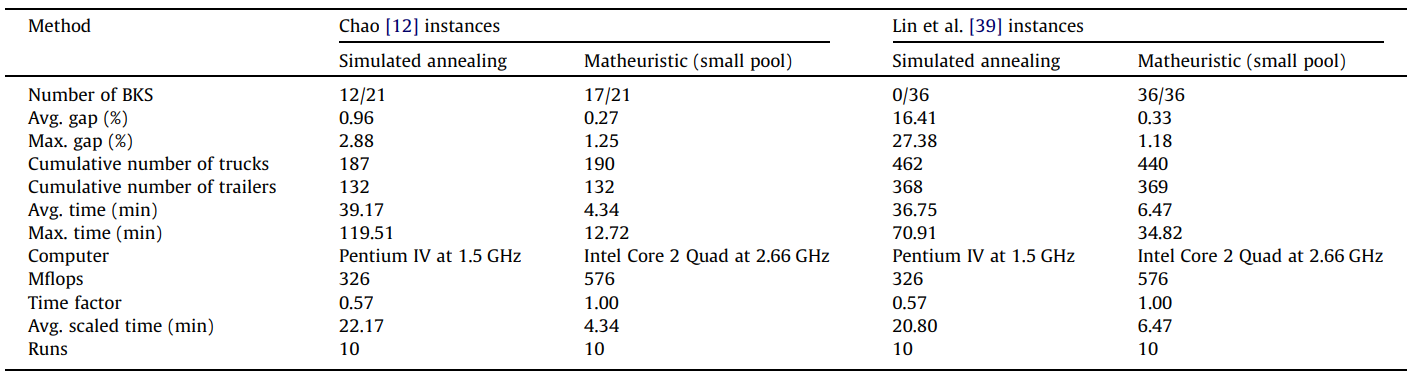 Method Chao [12] instances Lin et al. [39] instances
Simulated annealing Matheuristic (small pool) Simulated annealing Matheuristic (small pool)
Number of BKS 12/21 17/21 0/36 36/36
Avg. gap (%) 0.96 0.27 16.41 0.33
Max. gap (%) 2.88 1.25 27.38 1.18
Cumulative number of trucks 187 190 462 440
Cumulative number of trailers 132 132 368 369
Avg. time (min) 39.17 4.34 36.75 6.47
Max. time (min) 119.51 12.72 70.91 34.82
Computer Pentium IV at 1.5 GHz Intel Core 2 Quad at 2.66 GHz Pentium IV at 1.5 GHz Intel Core 2 Quad at 2.66 GHz
Mflops 326 576 326 576
Time factor 0.57 1.00 0.57 1.00
Avg. scaled time (min) 22.17 4.34 20.80 6.47
Runs 10 10 10 10